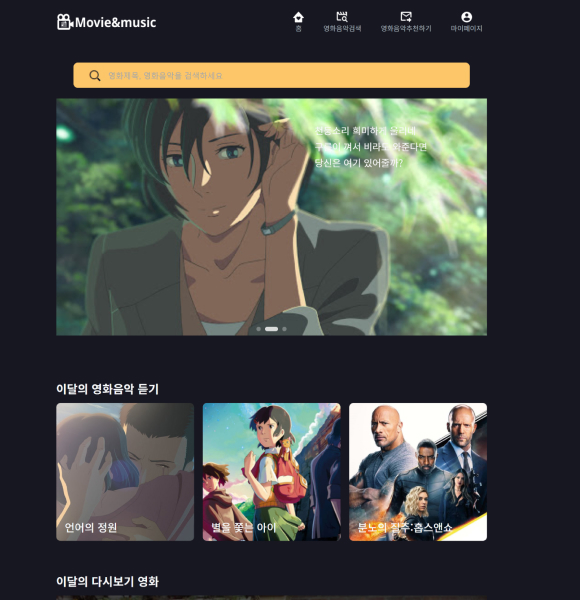 Movie&music
홈
영화음악검색
영화음악추천하기
마이페이지
영화제목, 영화음악을 검색하세요
천둥소리 희미하게 울리네
구름이 껴서 비라도 와준다면
당신은 여기 있어줄까?
이달의 영화음악 듣기
언어의 정원
별을 쫓는 아이
분노의 질주:홉스앤쇼
이달의 다시보기 영화